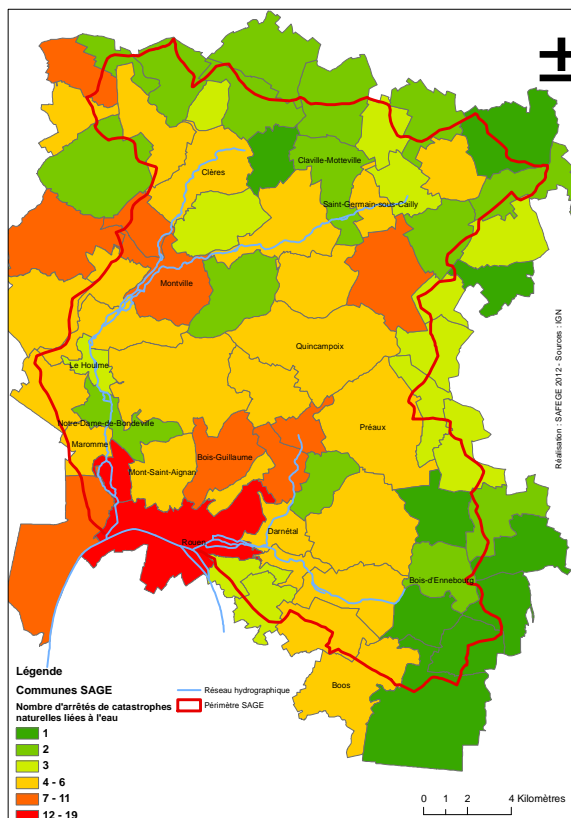 Clères
Claville-Motteville
Saint-Germain-sous-Cailly
Montville
Quincampoix
Le Houlme
Notre-Dame-de-Bondeville
Maromme
Mont-Saint-Aignan
Bois-Guillaume
Préaux
Darnétal
Rouen
Bois-d'Ennebourg
Boos
Réalisation : SAFEGE 2012 - Sources : IGN
Légende
Communes SAGE
Nombre d'arrêtés de catastrophes
naturelles liées à l'eau
1
2
3
4 - 6
7 - 11
12 - 19
Réseau hydrographique
Périmètre SAGE
0 1 2 4 Kilomètres